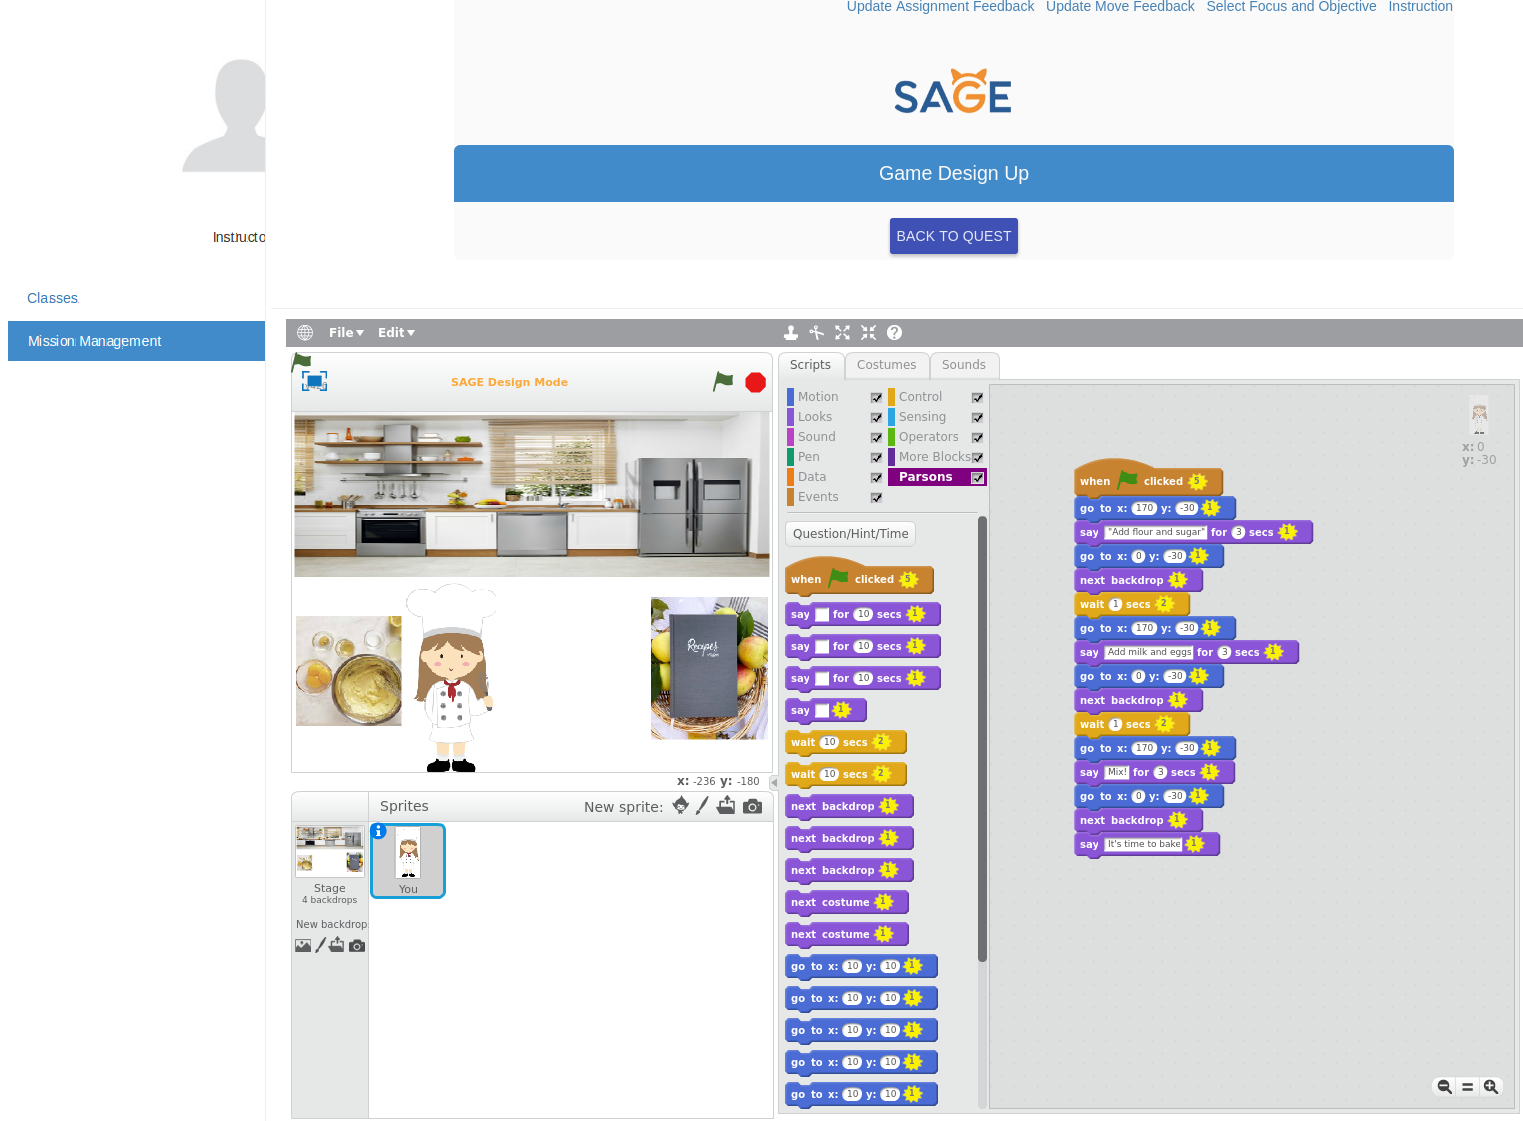 Update Assignment Feedback Update Move Feedback Select Focus and Objective Instruction
SAGE
Game Design Up
BACK TO QUEST
Instructo
Classes
Mission Management
File Edit
SAGE Design Mode
Scripts Costumes Sounds
Motion Control
Looks Sensing
Sound Operators
Pen More Blocks
Data Parsons
Events
Question/Hint/Time
when clicked 5
say for 10 secs 1
say for 10 secs 1
say for 10 secs 1
say 1
wait 10 secs 2
wait 10 secs 2
next backdrop 1
next backdrop 1
next backdrop 1
next costume 1
next costume 1
go to x: 10 y: 10 1
go to x: 10 y: 10 1
go to x: 10 y: 10 1
go to x: 10 y: 10 1
go to x: 10 y: 10 1
x: 0
y: -30
when clicked 5
go to x: 170 y: -30 1
say "Add flour and sugar" for 3 secs 1
go to x: 0 y: -30 1
next backdrop 1
wait 1 secs 2
go to x: 170 y: -30 1
say Add milk and eggs for 3 secs 1
go to x: 0 y: -30 1
next backdrop 1
wait 1 secs 2
go to x: 170 y: -30 1
say Mix! for 3 secs 1
go to x: 0 y: -30 1
next backdrop 1
say It's time to bake 1
Recipes
x: -236 y: -180
Sprites New sprite:
Stage
4 backdrops
New backdrop:
i
You